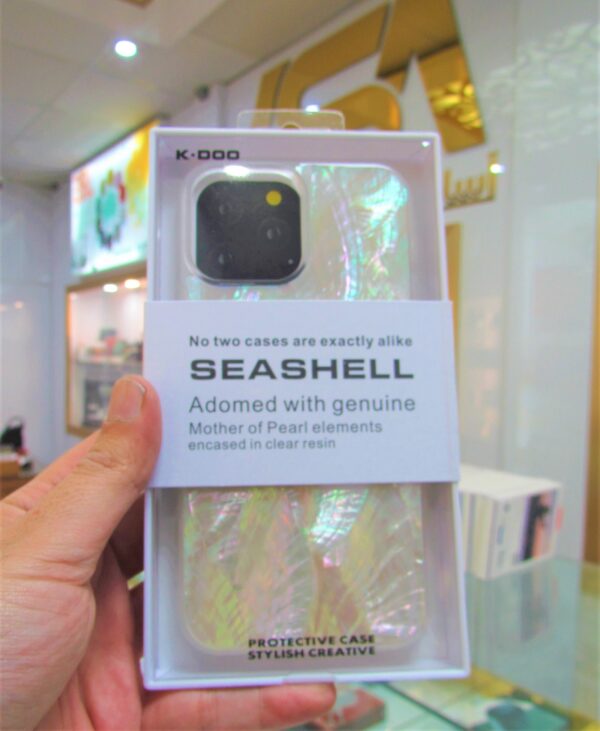 K·DOO
No two cases are exactly alike
SEASHELL
Adomed with genuine
Mother of Pearl elements
encased in clear resin
PROTECTIVE CASE
STYLISH CREATIVE